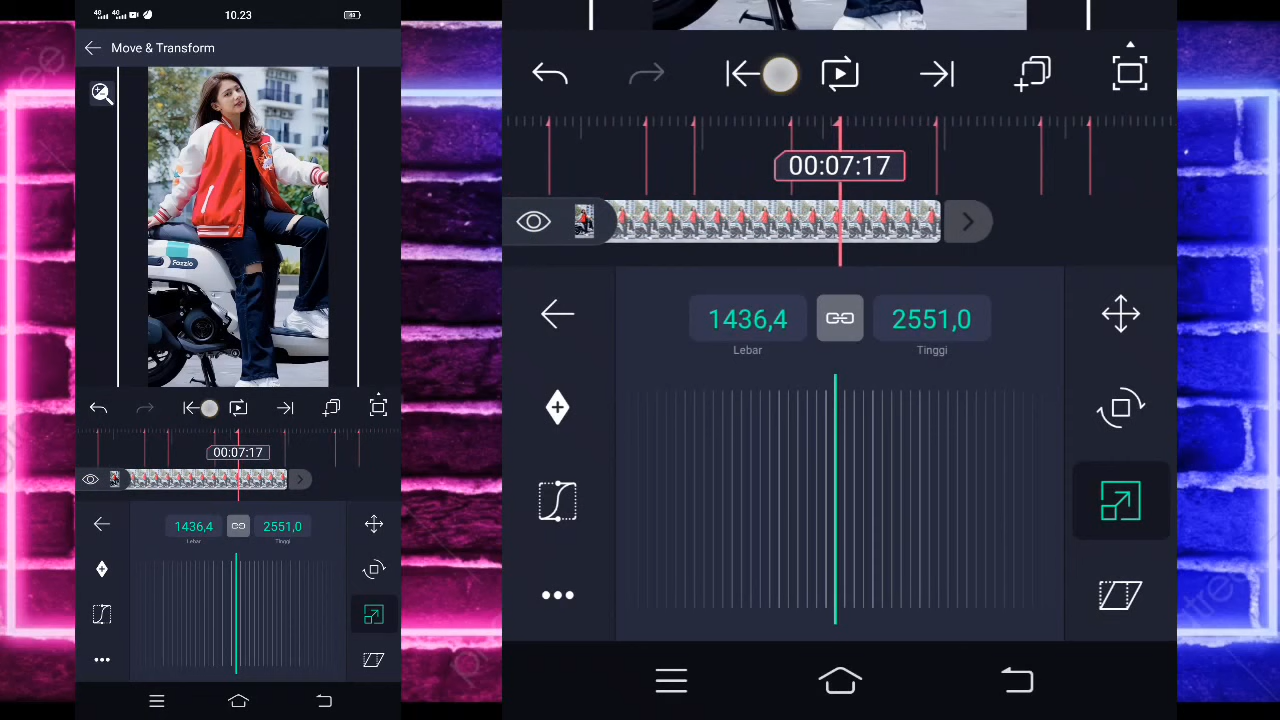 10.23
Move & Transform
Fazzio
00:07:17
1436,4
2551,0
Lebar
Tinggi
00:07:17
1436,4
2551,0
Lebar
Tinggi